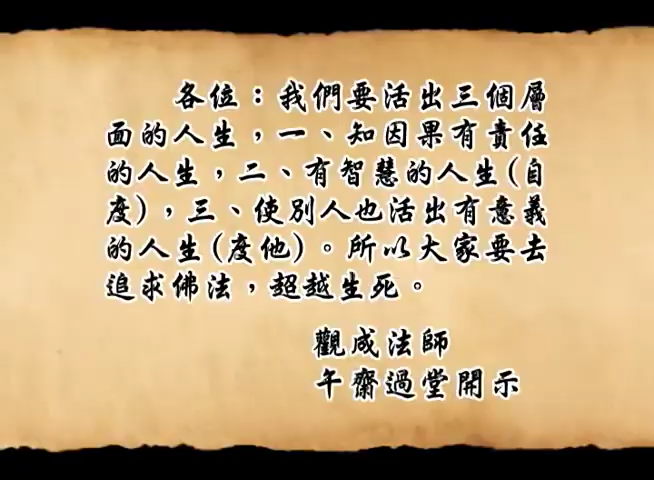 各位：我們要活出三個層
面的人生，一、知因果有責任
的人生，二、有智慧的人生(自
度)，三、使別人也活出有意義
的人生(度他)。所以大家要去
追求佛法，超越生死。
觀成法師
午齋過堂開示